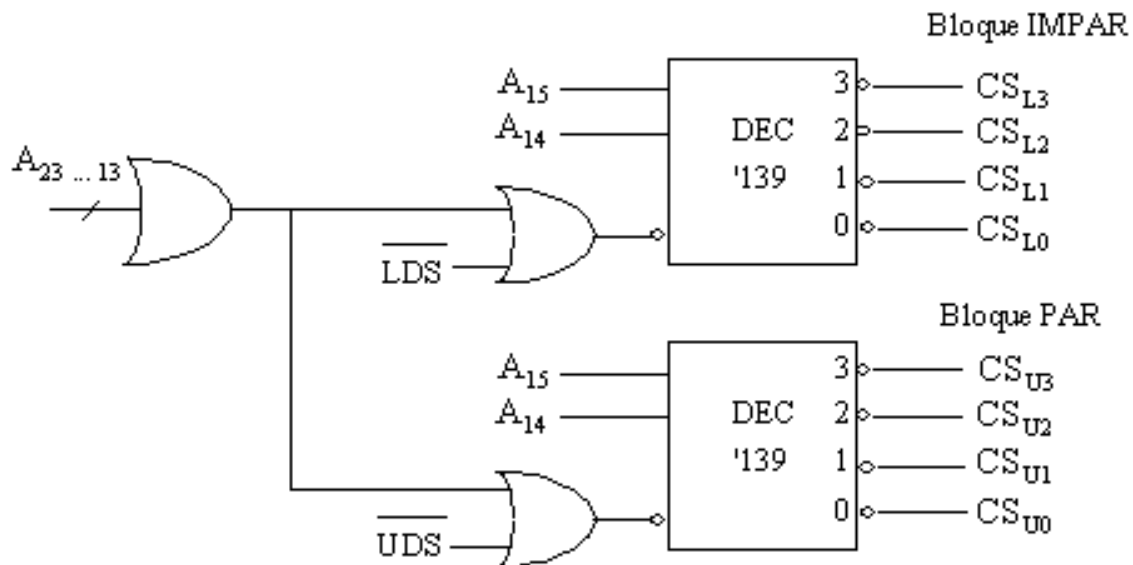 Bloque IMPAR
A15
A14
DEC
'139
3
2
1
0
CSL3
CSL2
CSL1
CSL0
A23 ... 13
LDS
Bloque PAR
A15
A14
DEC
'139
3
2
1
0
CSU3
CSU2
CSU1
CSU0
UDS